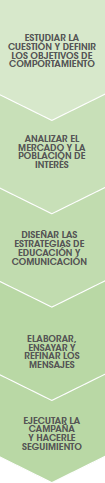 ESTUDIAR LA
CUESTIÓN Y DEFINIR
LOS OBJETIVOS DE
COMPORTAMIENTO
ANALIZAR EL
MERCADO Y LA
POBLACIÓN DE
INTERÉS
DISEÑAR LAS
ESTRATEGIAS DE
EDUCACIÓN Y
COMUNICACIÓN
ELABORAR,
ENSAYAR Y
REFINAR LOS
MENSAJES
EJECUTAR LA
CAMPAÑA
Y HACERLE
SEGUIMIENTO